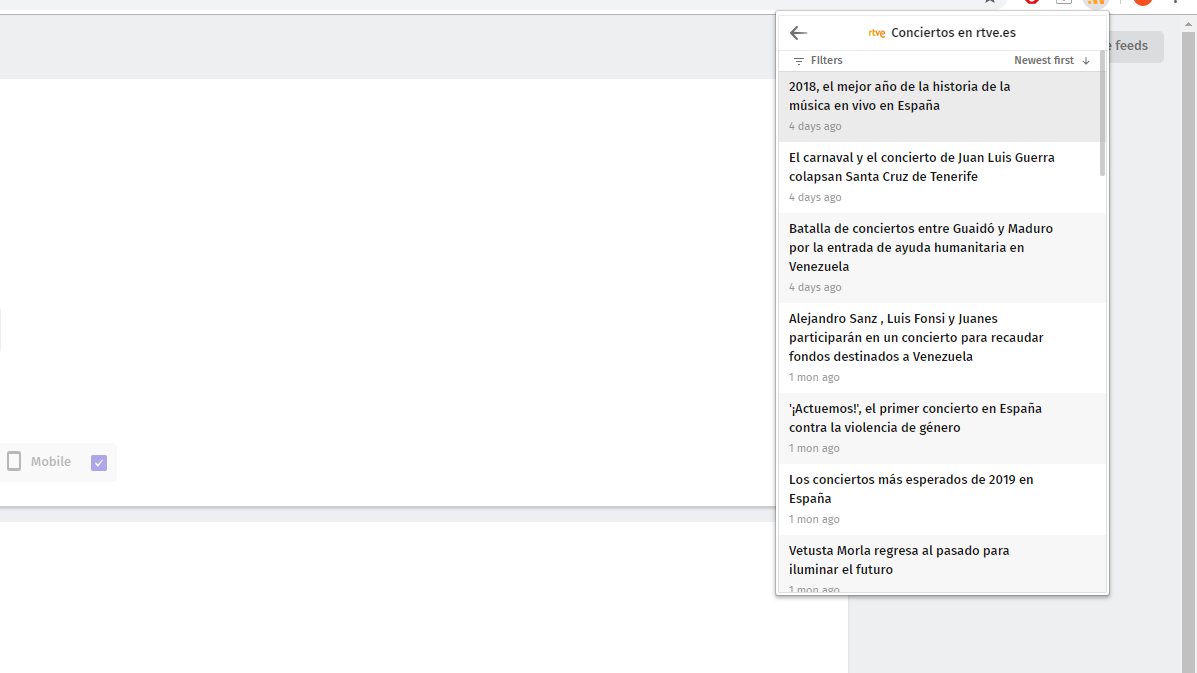 rtve Conciertos en rtve.es
feeds
Filters
Newest first
2018, el mejor año de la historia de la
música en vivo en España
4 days ago
El carnaval y el concierto de Juan Luis Guerra
colapsan Santa Cruz de Tenerife
4 days ago
Batalla de conciertos entre Guaidó y Maduro
por la entrada de ayuda humanitaria en
Venezuela
4 days ago
Alejandro Sanz , Luis Fonsi y Juanes
participarán en un concierto para recaudar
fondos destinados a Venezuela
1 mon ago
'¡Actuemos!', el primer concierto en España
contra la violencia de género
1 mon ago
Mobile
Los conciertos más esperados de 2019 en
España
1 mon ago
Vetusta Morla regresa al pasado para
iluminar el futuro
1 mon ago